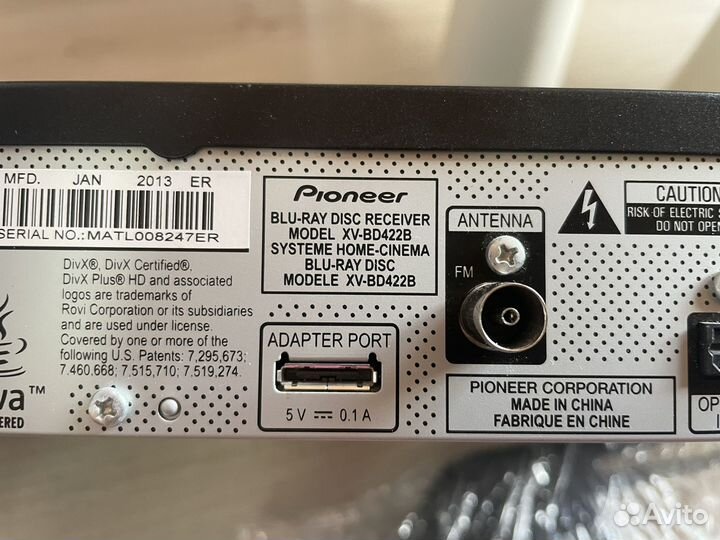 MFD. JAN 2013 ER
SERIAL NO.: MATL008247ER
DivX®, DivX Certified®,
DivX Plus® HD and associated
logos are trademarks of
Rovi Corporation or its subsidiaries
and are used under license.
Covered by one or more of the
following U.S. Patents: 7,295,673;
7.460.668; 7.515,710; 7.519,274.
TM
Pioneer
BLU-RAY DISC RECEIVER
MODEL XV-BD422B
SYSTEME HOME-CINEMA
BLU-RAY DISC
MODELE XV-BD422B
ADAPTER PORT
5V ⎓ 0.1 A
ANTENNA
FM
PIONEER CORPORATION
MADE IN CHINA
FABRIQUE EN CHINE
CAUTION
RISK OF ELECTRIC
DO NOT OPEN
Avito